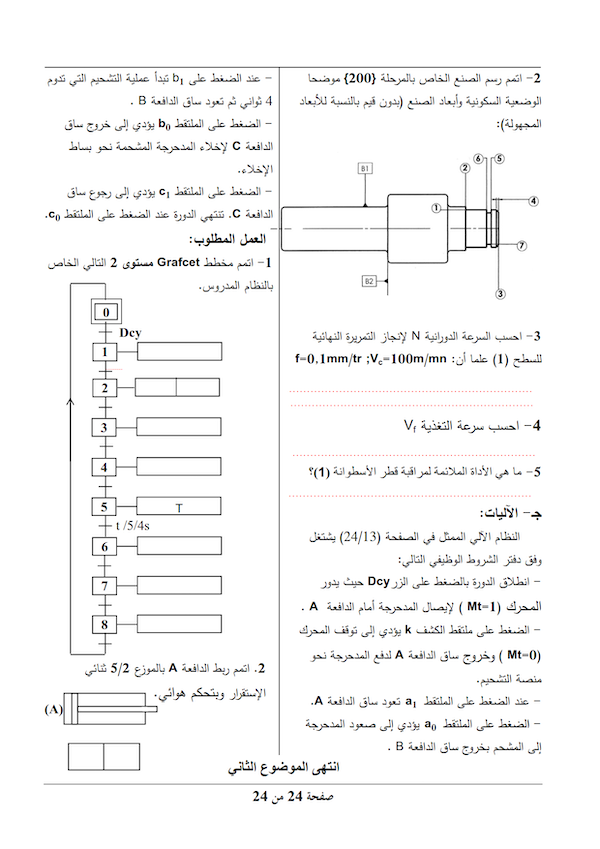 2- اتمم رسم الصنع الخاص بالمرحلة {200} موضحا
الوضعية السكونية وأبعاد الصنع (بدون قيم بالنسبة للأبعاد
المجهولة):
B1
6
5
2
4
1
7
B2
3
3- احسب السرعة الدورانية N لإنجاز التمريرة النهائية
للسطح (1) علما أن: Vc=100m/mn ; f=0,1mm/tr
4- احسب سرعة التغذية Vf
5- ما هي الأداة الملائمة لمراقبة قطر الأسطوانة (1)؟
جـ- الآليات:
النظام الآلي الممثل في الصفحة (24/13) يشتغل
وفق دفتر الشروط الوظيفي التالي:
- انطلاق الدورة بالضغط على الزر Dcy حيث يدور
المحرك (Mt=1) لإيصال المدحرجة أمام الدافعة A .
- الضغط على ملتقط الكشف k يؤدي إلى توقف المحرك
(Mt=0) وخروج ساق الدافعة A لدفع المدحرجة نحو
منصة التشحيم.
- عند الضغط على الملتقط a1 تعود ساق الدافعة A.
- الضغط على الملتقط a0 يؤدي إلى صعود المدحرجة
إلى المشحم بخروج ساق الدافعة B .
- عند الضغط على b1 تبدأ عملية التشحيم التي تدوم
4 ثواني ثم تعود ساق الدافعة B .
- الضغط على الملتقط b0 يؤدي إلى خروج ساق
الدافعة C لإخلاء المدحرجة المشحمة نحو بساط
الإخلاء.
- الضغط على الملتقط c1 يؤدي إلى رجوع ساق
الدافعة C. تنتهي الدورة عند الضغط على الملتقط c0.
العمل المطلوب:
1- اتمم مخطط Grafcet مستوى 2 التالي الخاص
بالنظام المدروس.
0
Dcy
1
2
3
4
5 T
t /5/4s
6
7
8
2. اتمم ربط الدافعة A بالموزع 5/2 ثنائي
الإستقرار وبتحكم هوائي.
(A)
انتهى الموضوع الثاني
صفحة 24 من 24